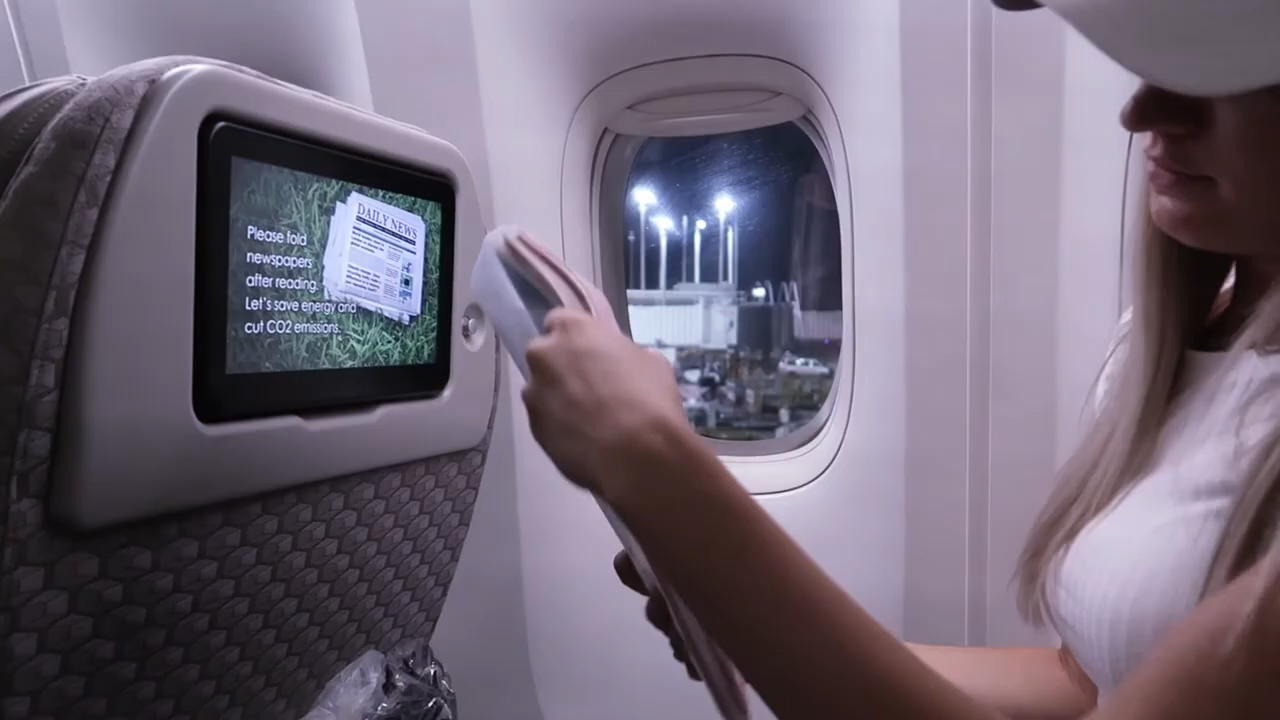 DAILY NEWS
Please fold
newspapers
after reading.
Let's save energy and
cut CO2 emissions.